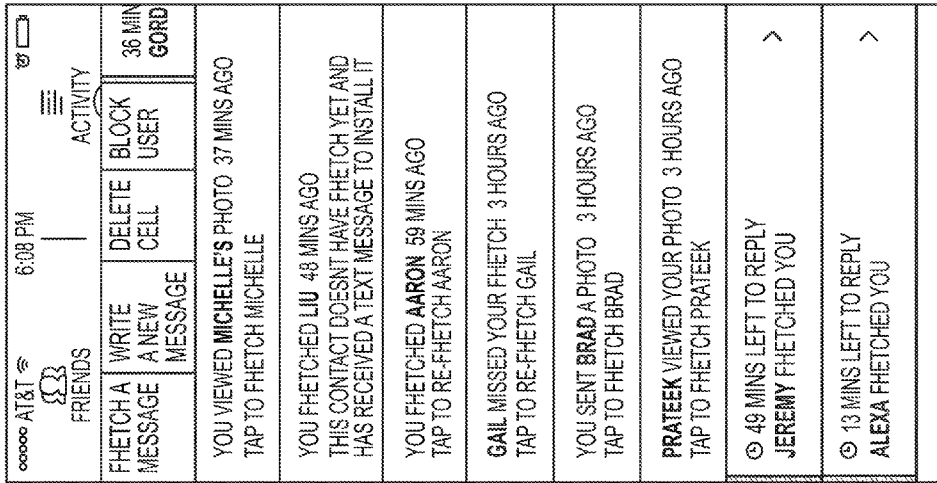 ooooo AT&T 6:08 PM
FRIENDS ACTIVITY
FHETCH A MESSAGE
WRITE A NEW MESSAGE
DELETE CELL
BLOCK USER
36 MIN
GORD
YOU VIEWED MICHELLE'S PHOTO 37 MINS AGO
TAP TO FHETCH MICHELLE
YOU FHETCHED LIU 48 MINS AGO
THIS CONTACT DOESNT HAVE FHETCH YET AND
HAS RECEIVED A TEXT MESSAGE TO INSTALL IT
YOU FHETCHED AARON 59 MINS AGO
TAP TO RE-FHETCH AARON
GAIL MISSED YOUR FHETCH 3 HOURS AGO
TAP TO RE-FHETCH GAIL
YOU SENT BRAD A PHOTO 3 HOURS AGO
TAP TO FHETCH BRAD
PRATEEK VIEWED YOUR PHOTO 3 HOURS AGO
TAP TO FHETCH PRATEEK
49 MINS LEFT TO REPLY
JEREMY FHETCHED YOU
13 MINS LEFT TO REPLY
ALEXA FHETCHED YOU